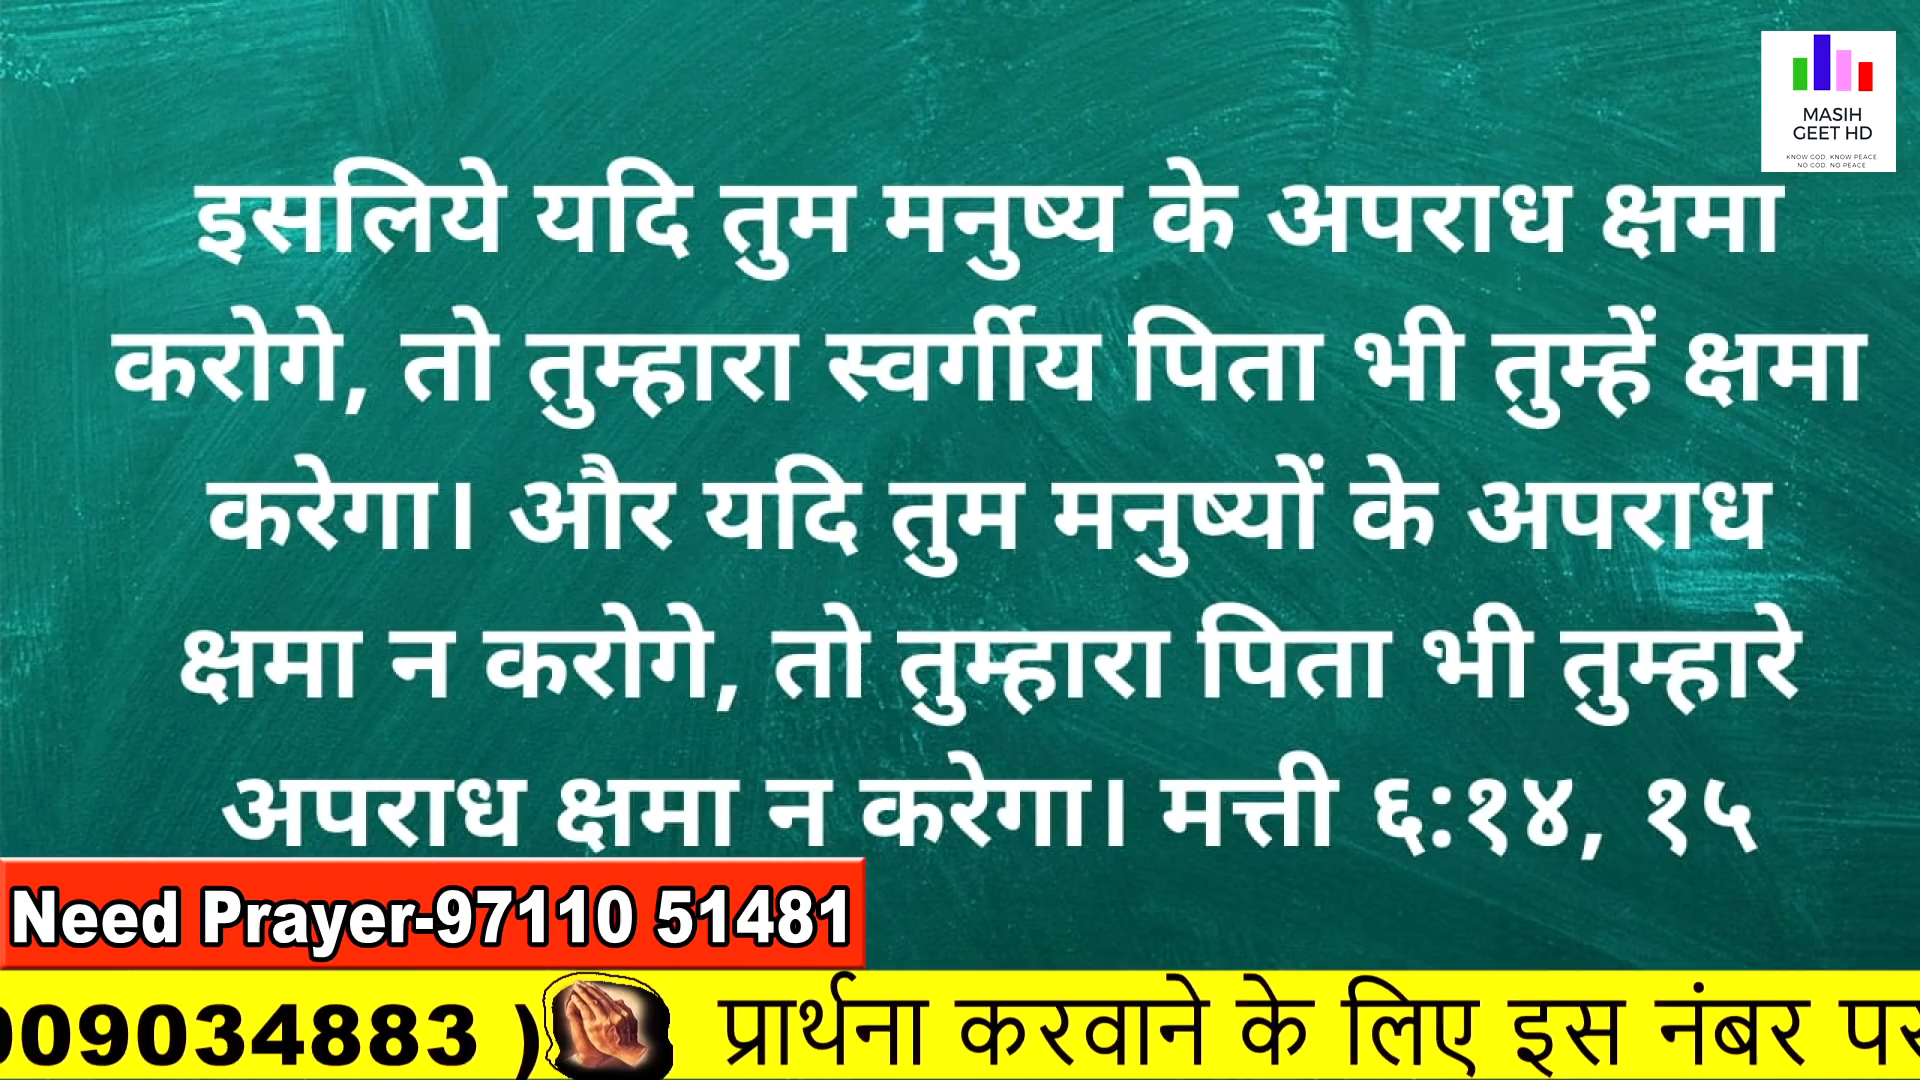 MASIH
GEET HD
KNOW GOD. KNOW PEACE
NO GOD. NO PEACE
इसलिये यदि तुम मनुष्य के अपराध क्षमा
करोगे, तो तुम्हारा स्वर्गीय पिता भी तुम्हें क्षमा
करेगा। और यदि तुम मनुष्यों के अपराध
क्षमा न करोगे, तो तुम्हारा पिता भी तुम्हारे
अपराध क्षमा न करेगा। मत्ती ६:१४, १५
Need Prayer-97110 51481
009034883 ) प्रार्थना करवाने के लिए इस नंबर